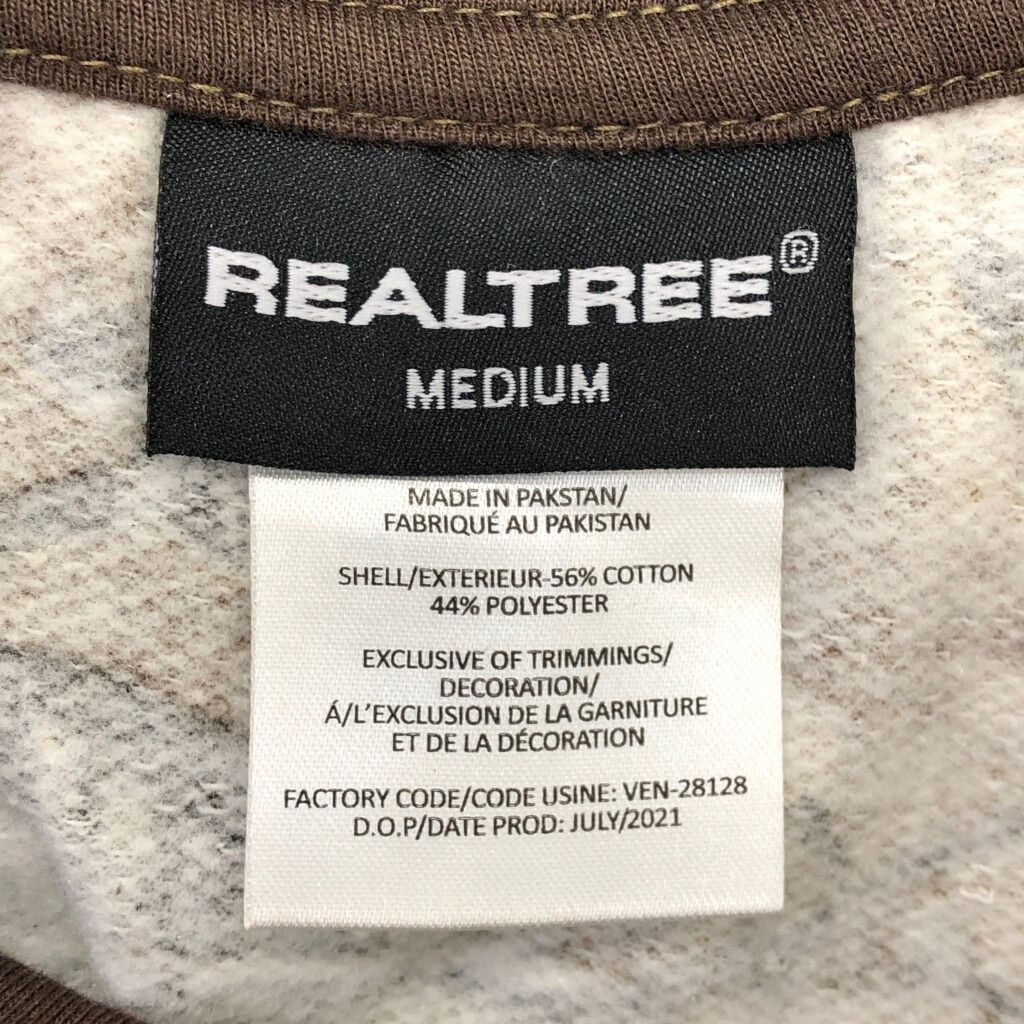 REALTREE®
MEDIUM
MADE IN PAKSTAN/
FABRIQUÉ AU PAKISTAN
SHELL/EXTERIEUR-56% COTTON
44% POLYESTER
EXCLUSIVE OF TRIMMINGS/
DECORATION/
Á/L'EXCLUSION DE LA GARNITURE
ET DE LA DÉCORATION
FACTORY CODE/CODE USINE: VEN-28128
D.O.P/DATE PROD: JULY/2021